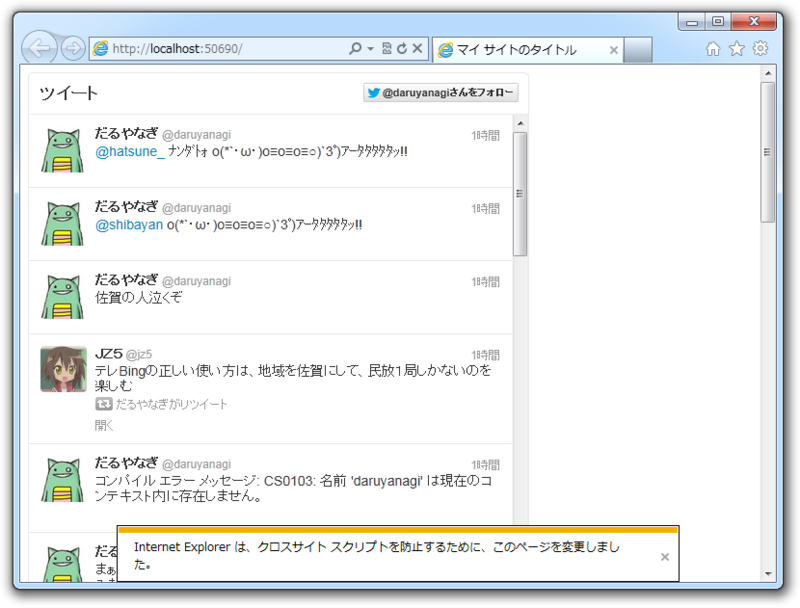 http://localhost:50690/
マイ サイトのタイトル
ツイート
@daruyanagiさんをフォロー
だるやなぎ @daruyanagi 1時間
@hatsune_ ﾅﾝﾀﾞﾄｫ o(*`･ω･)o≡o≡o≡○)`3ﾟ)ｱｰﾀﾀﾀﾀﾀｯ!!
だるやなぎ @daruyanagi 1時間
@shibayan o(*`･ω･)o≡o≡o≡○)`3ﾟ)ｱｰﾀﾀﾀﾀﾀｯ!!
だるやなぎ @daruyanagi 1時間
佐賀の人泣くぞ
JZ5 @jz5 1時間
テレBingの正しい使い方は、地域を佐賀にして、民放1局しかないのを
楽しむ
だるやなぎがリツイート
開く
だるやなぎ @daruyanagi 1時間
コンパイル エラー メッセージ: CS0103: 名前 'daruyanagi' は現在のコ
ンテキスト内に存在しません。
だる
まぁ
Internet Explorer は、クロスサイト スクリプトを防止するために、このページを変更しまし
た。